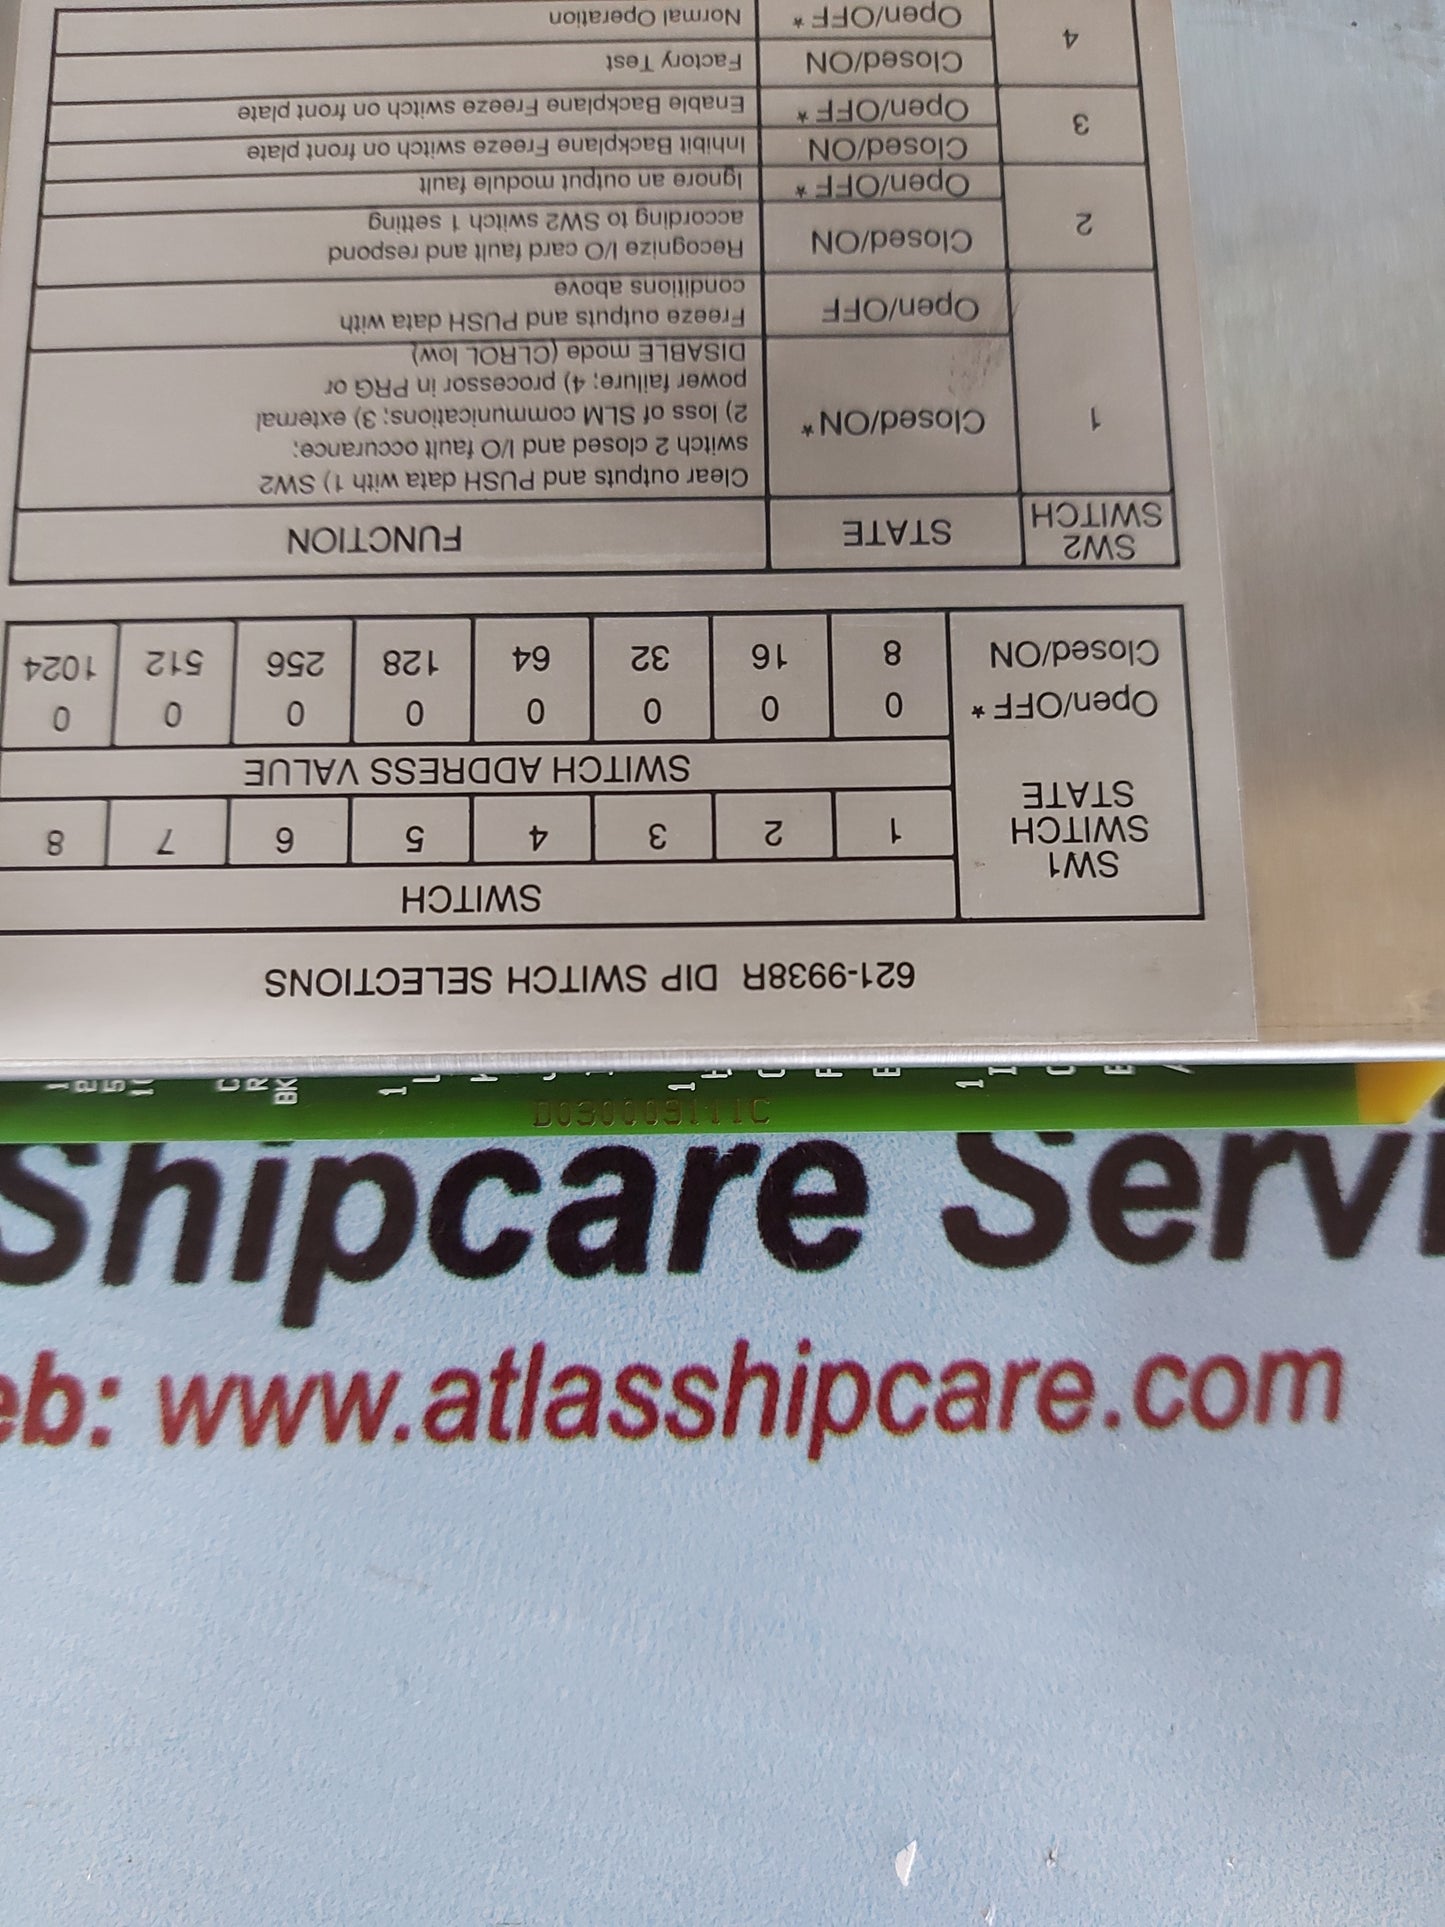 621-9938R DIP SWITCH SELECTIONS
SW1
SWITCH
STATE
SWITCH
1 2 3 4 5 6 7 8
SWITCH ADDRESS VALUE
Open/OFF* 0 0 0 0 0 0 0 0
Closed/ON 8 16 32 64 128 256 512 1024
SW2
SWITCH
STATE
FUNCTION
1
Closed/ON*
Clear outputs and PUSH data with 1) SW2
switch 2 closed and I/O fault occurance;
2) loss of SLM communications; 3) external
power failure; 4) processor in PRG or
DISABLE mode (CLROL low)
Open/OFF
Freeze outputs and PUSH data with
conditions above
2
Closed/ON
Recognize I/O card fault and respond
according to SW2 switch 1 setting
Open/OFF*
Ignore an output module fault
3
Closed/ON
Inhibit Backplane Freeze switch on front plate
Open/OFF*
Enable Backplane Freeze switch on front plate
4
Closed/ON
Factory Test
Open/OFF*
Normal Operation
Shipcare Servi
eb: www.atlasshipcare.com